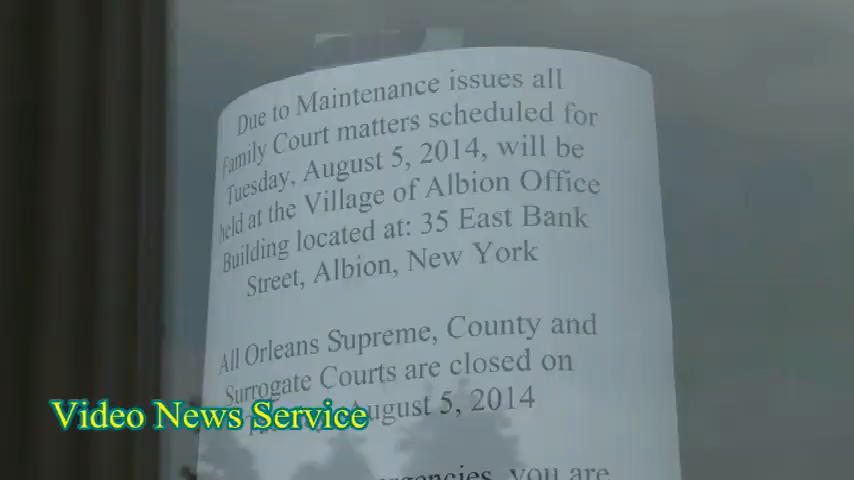 Due to Maintenance issues all
Family Court matters scheduled for
Tuesday, August 5, 2014, will be
held at the Village of Albion Office
Building located at: 35 East Bank
Street, Albion, New York
All Orleans Supreme, County and
Surrogate Courts are closed on
August 5, 2014
you are
Video News Service